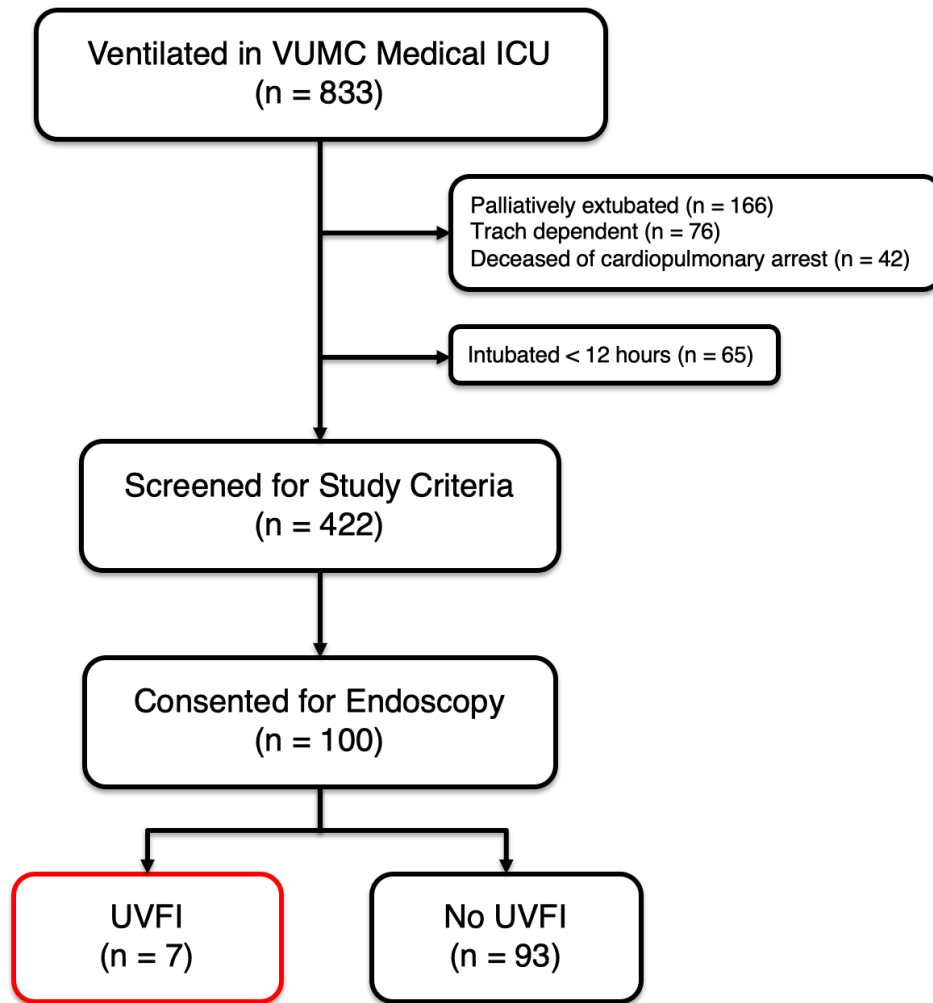 Ventilated in VUMC Medical ICU
(n = 833)
Palliatively extubated (n = 166)
Trach dependent (n = 76)
Deceased of cardiopulmonary arrest (n = 42)
Intubated < 12 hours (n = 65)
Screened for Study Criteria
(n = 422)
Consented for Endoscopy
(n = 100)
UVFI
(n = 7)
No UVFI
(n = 93)